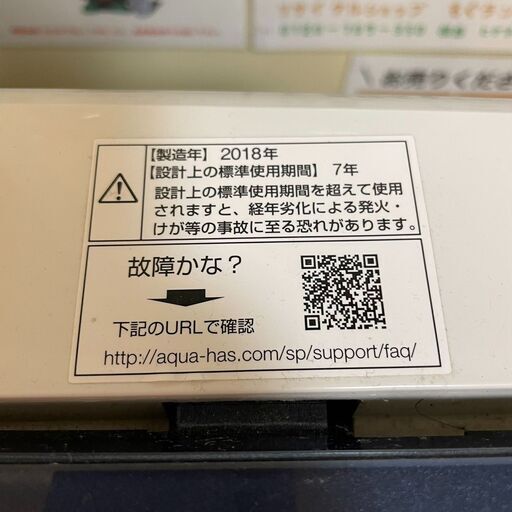 【製造年】 2018年
【設計上の標準使用期間】 7年
設計上の標準使用期間を超えて使用
されますと、経年劣化による発火・
けが等の事故に至る恐れがあります。
故障かな？
下記のURLで確認
http://aqua-has.com/sp/support/faq/